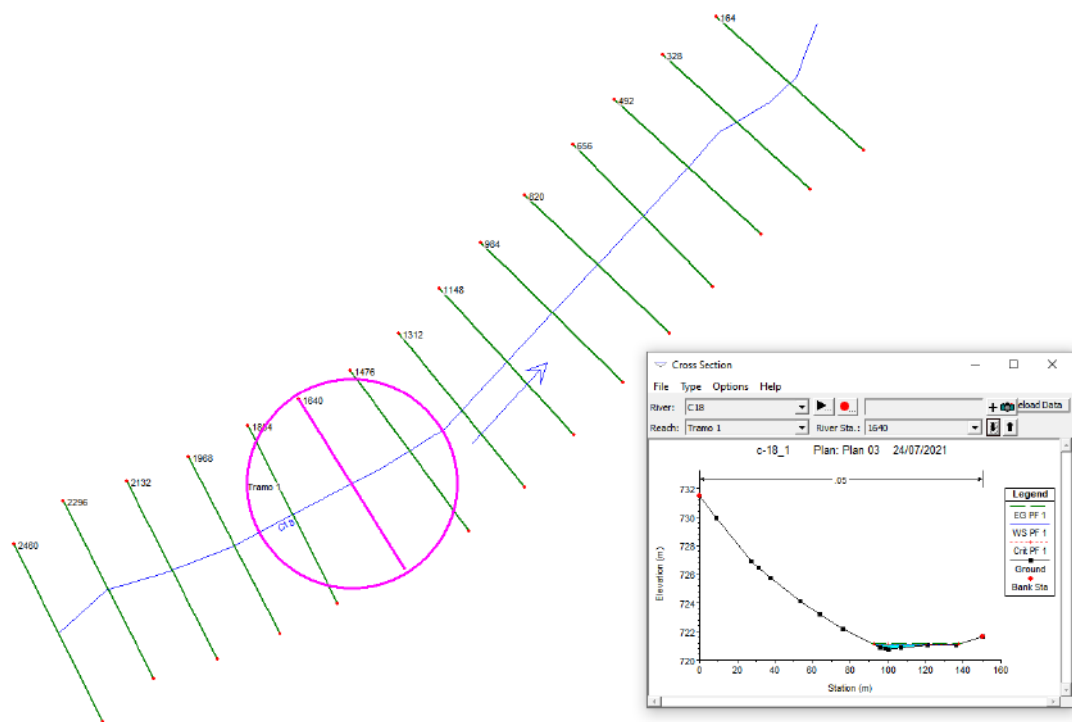 164
328
492
656
820
984
1148
1312
1476
1640
1804
1968
2132
2296
2460
Tramo 1
C18
Cross Section
File Type Options Help
River: C18 eload Data
Reach: Tramo 1 River Sta.: 1640
c-18_1 Plan: Plan 03 24/07/2021
.05
732
730
728
726
724
722
720
Elevation (m)
0 20 40 60 80 100 120 140 160
Station (m)
Legend
EG PF 1
WS PF 1
Crit PF 1
Ground
Bank Sta